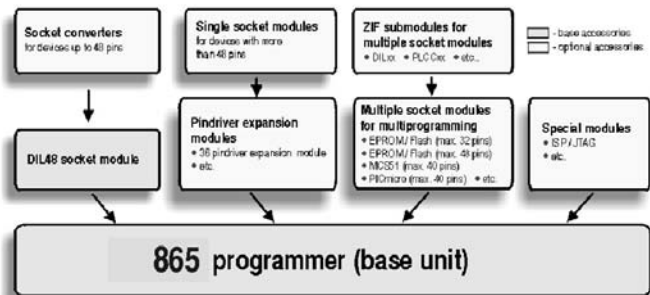 Socket converters
for devices up to 48 pins
Single socket modules
for devices with more
than 48 pins
ZIF submodules for
multiple socket modules
• DILxx • PLCCxx • etc..
- base accessories
- optional accessories
DIL48 socket module
Pindriver expansion
modules
• 36 pindriver expansion module
• etc.
Multiple socket modules
for multiprogramming
• EPROM/Flash (max. 32 pins)
• EPROM/Flash (max. 48 pins)
• MCS51 (max. 40 pins)
• PICmicro (max. 40 pins) • etc.
Special modules
• ISP/JTAG
• etc.
865 programmer (base unit)